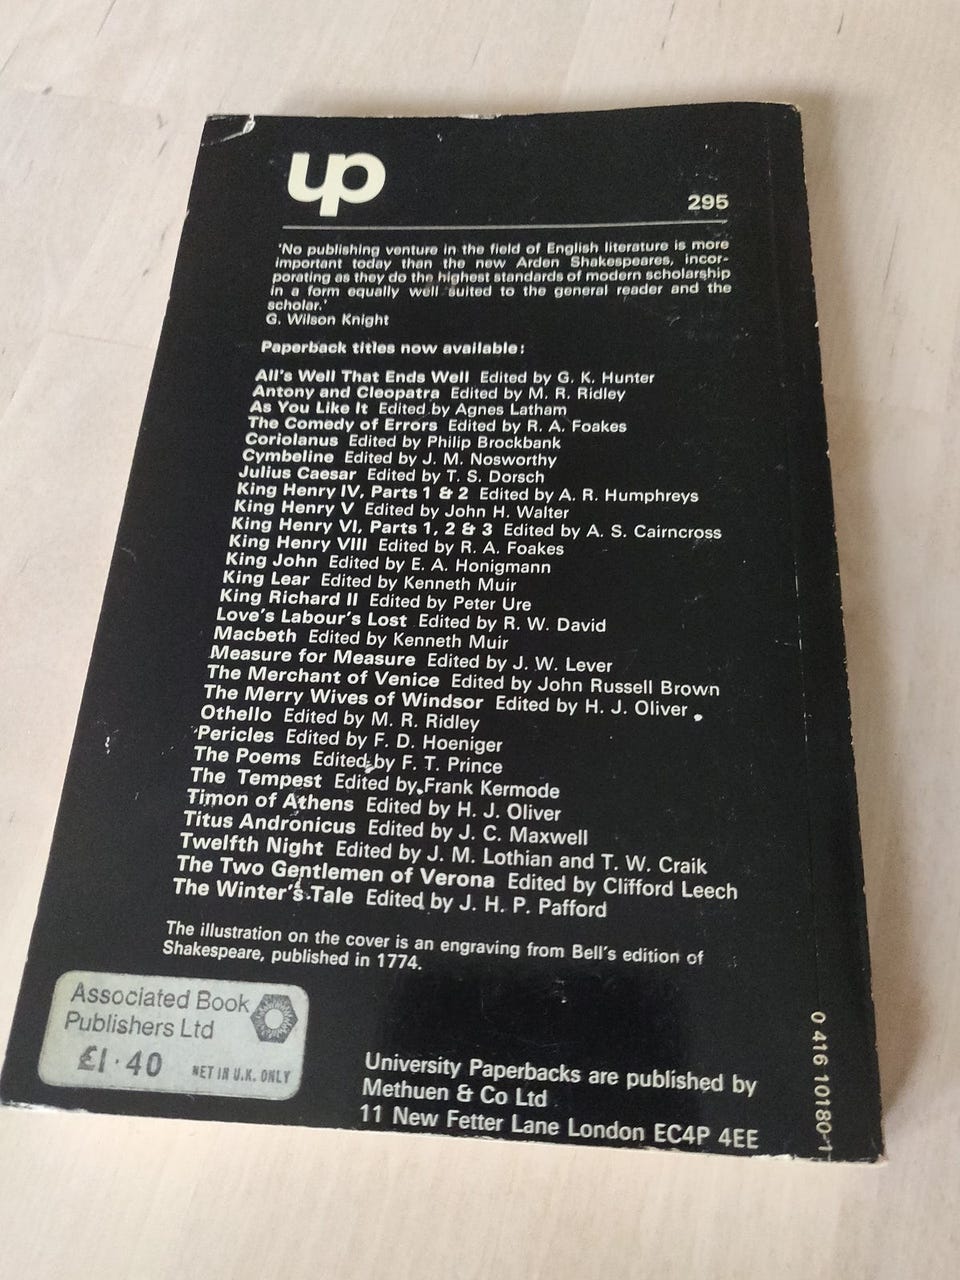 up
295
'No publishing venture in the field of English literature is more
important today than the new Arden Shakespeares, incor-
porating as they do the highest standards of modern scholarship
in a form equally well suited to the general reader and the
scholar.'
G. Wilson Knight
Paperback titles now available:
All's Well That Ends Well Edited by G. K. Hunter
Antony and Cleopatra Edited by M. R. Ridley
As You Like It Edited by Agnes Latham
The Comedy of Errors Edited by R. A. Foakes
Coriolanus Edited by Philip Brockbank
Cymbeline Edited by J. M. Nosworthy
Julius Caesar Edited by T. S. Dorsch
King Henry IV, Parts 1 & 2 Edited by A. R. Humphreys
King Henry V Edited by John H. Walter
King Henry VI, Parts 1, 2 & 3 Edited by A. S. Cairncross
King Henry VIII Edited by R. A. Foakes
King John Edited by E. A. Honigmann
King Lear Edited by Kenneth Muir
King Richard II Edited by Peter Ure
Love's Labour's Lost Edited by R. W. David
Macbeth Edited by Kenneth Muir
Measure for Measure Edited by J. W. Lever
The Merchant of Venice Edited by John Russell Brown
The Merry Wives of Windsor Edited by H. J. Oliver
Othello Edited by M. R. Ridley
Pericles Edited by F. D. Hoeniger
The Poems Edited by F. T. Prince
The Tempest Edited by Frank Kermode
Timon of Athens Edited by H. J. Oliver
Titus Andronicus Edited by J. C. Maxwell
Twelfth Night Edited by J. M. Lothian and T. W. Craik
The Two Gentlemen of Verona Edited by Clifford Leech
The Winter's Tale Edited by J. H. P. Pafford
The illustration on the cover is an engraving from Bell's edition of
Shakespeare, published in 1774.
Associated Book
Publishers Ltd
£1·40 NET IN U.K. ONLY
University Paperbacks are published by
Methuen & Co Ltd
11 New Fetter Lane London EC4P 4EE
0 416 10180 1